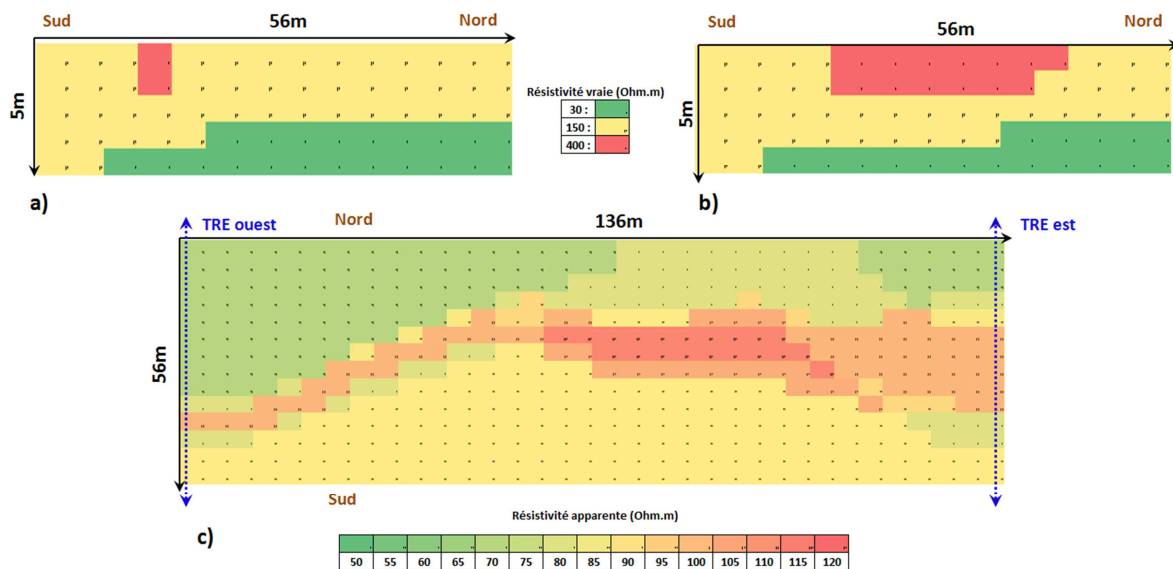 Sud 56m Nord
5m
a)
Résistivité vraie (Ohm.m)
30 :
150 : P
400 :
Sud 56m Nord
5m
b)
TRE ouest Nord 136m TRE est
56m
Sud
c)
Résistivité apparente (Ohm.m)
50 55 60 65 70 75 80 85 90 95 100 105 110 115 120